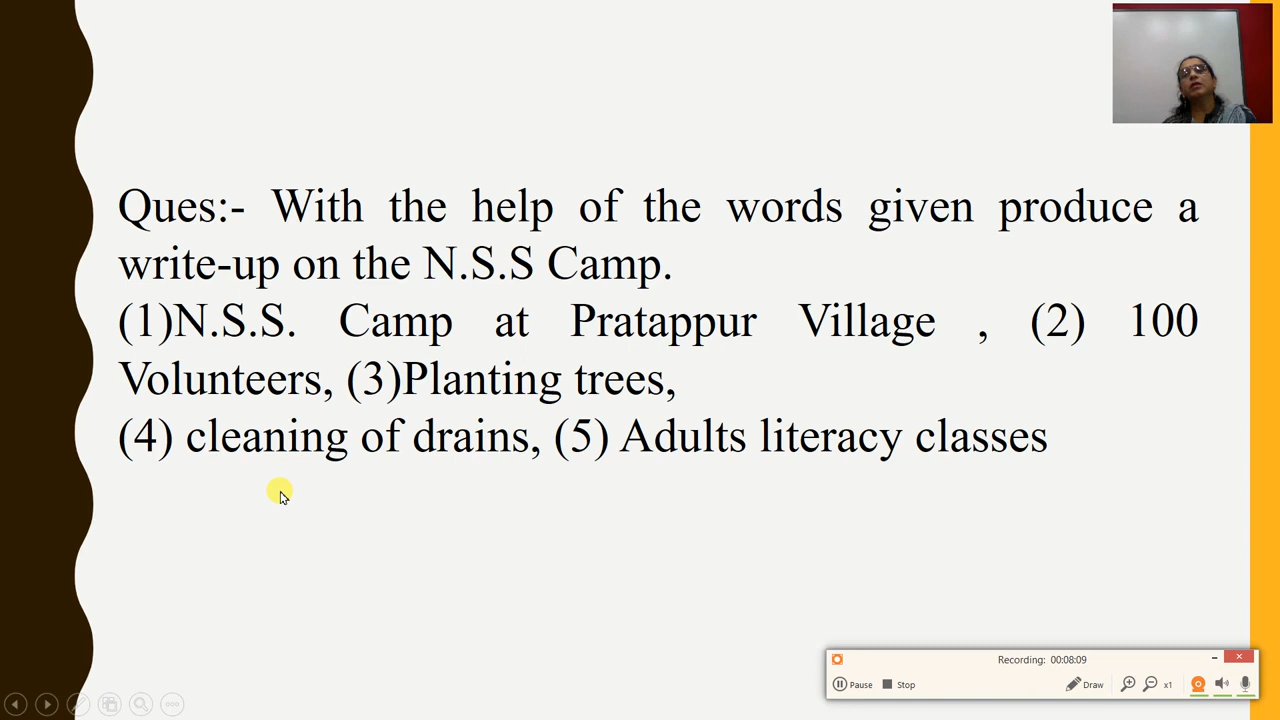 Ques:- With the help of the words given produce a
write-up on the N.S.S Camp.
(1)N.S.S. Camp at Pratappur Village , (2) 100
Volunteers, (3)Planting trees,
(4) cleaning of drains, (5) Adults literacy classes
Recording: 00:08:09
Pause Stop Draw x1